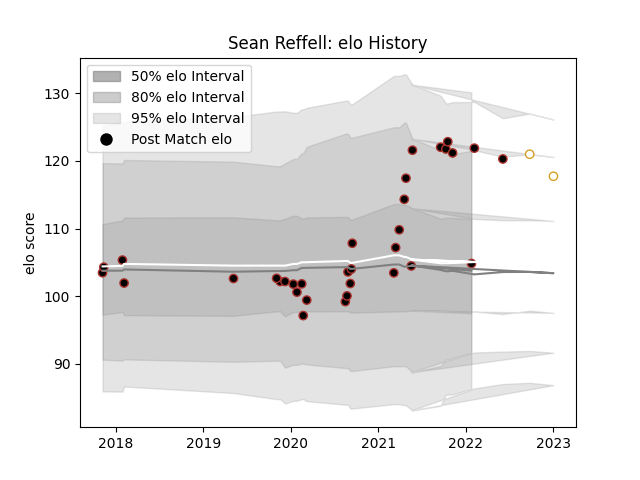 Sean Reffell: elo History
50% elo Interval
80% elo Interval
95% elo Interval
Post Match elo
elo score
130
120
110
100
90
2018
2019
2020
2021
2022
2023